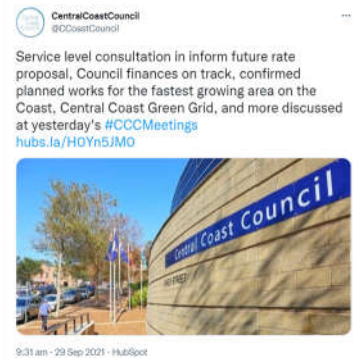 CentralCoastCouncil
@CCoastCouncil
Service level consultation in inform future rate
proposal, Council finances on track, confirmed
planned works for the fastest growing area on the
Coast, Central Coast Green Grid, and more discussed
at yesterday's #CCCMeetings
hubs.la/H0Yn5JM0
Central Coast Council
9:31 am · 29 Sep 2021 · HubSpot